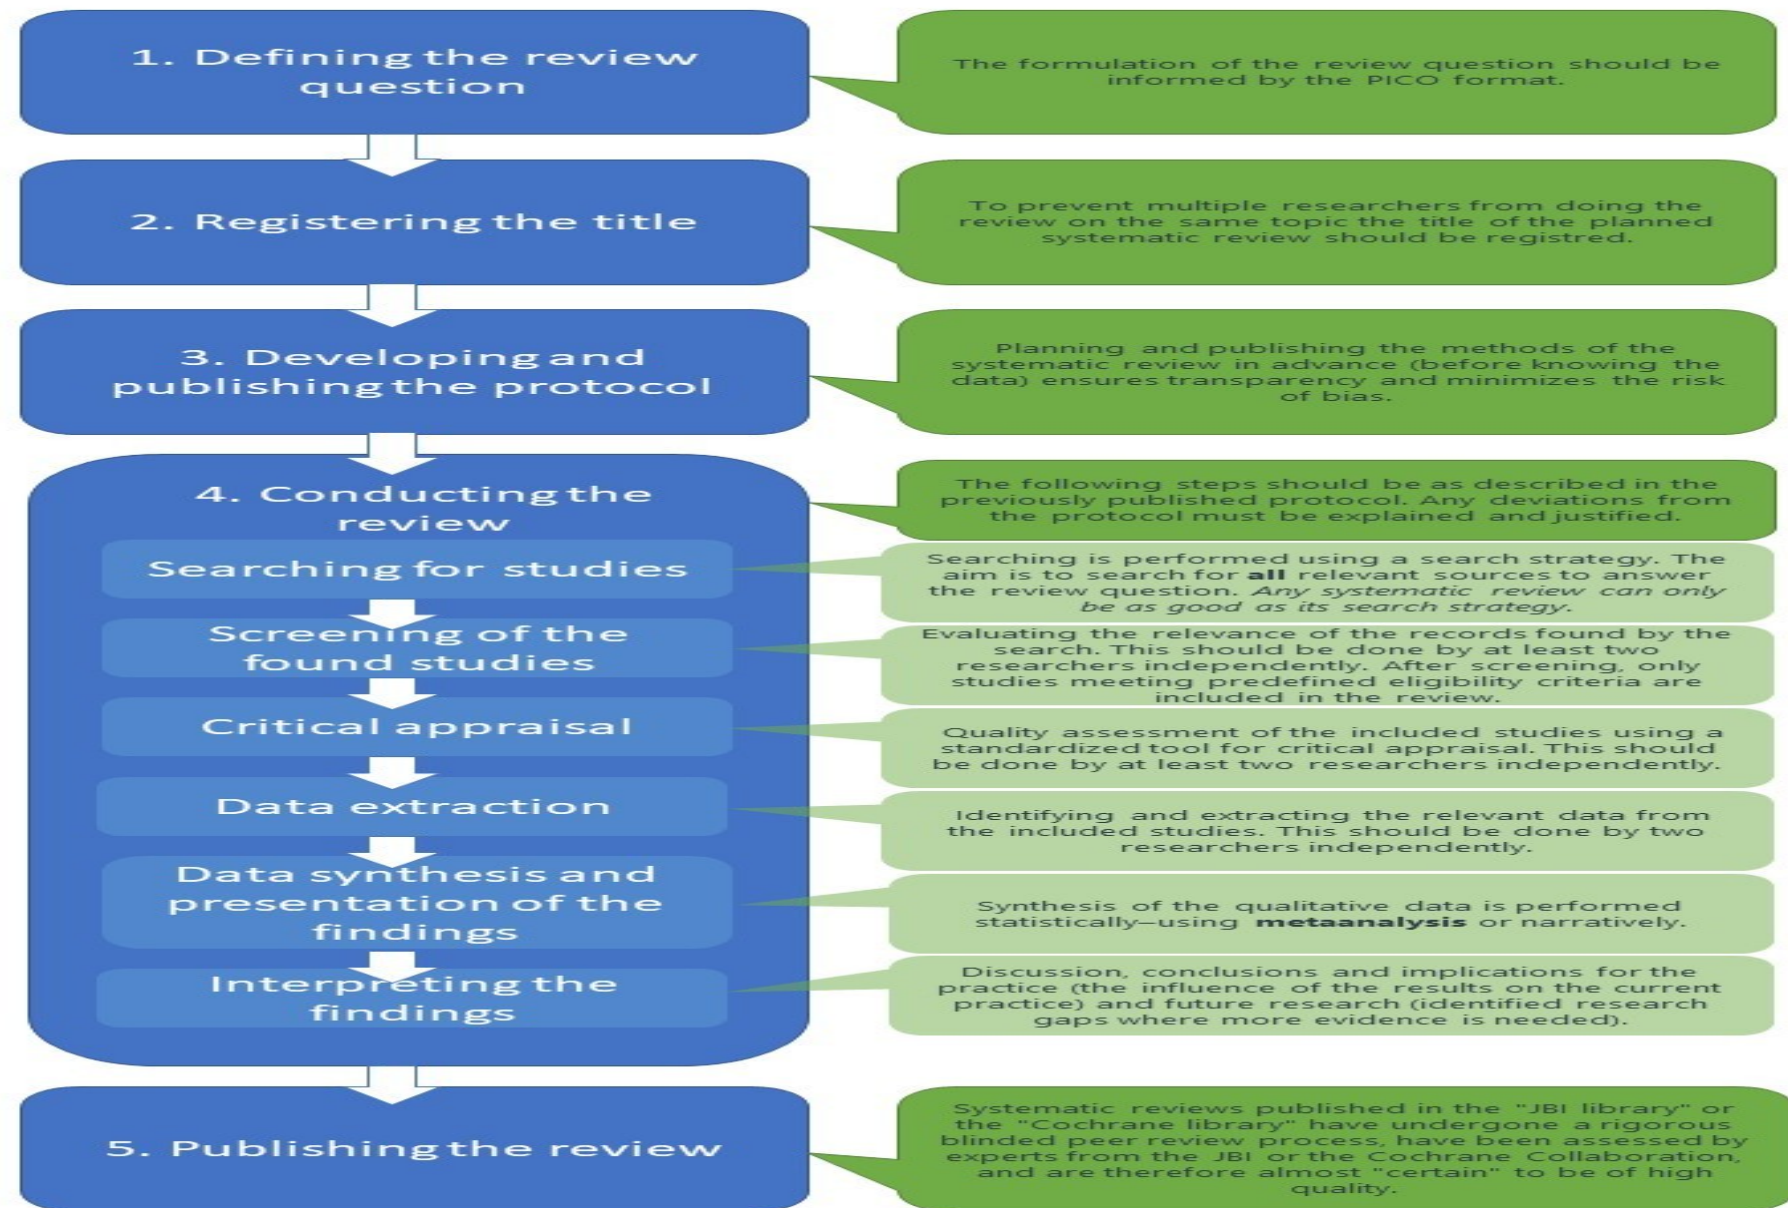 1. Defining the review
question
The formulation of the review question should be
informed by the PICO format.
2. Registering the title
To prevent multiple researchers from doing the
review on the same topic the title of the planned
systematic review should be registred.
3. Developing and
publishing the protocol
Planning and publishing the methods of the
systematic review in advance (before knowing the
data) ensures transparency and minimizes the risk
of bias.
4. Conducting the
review
The following steps should be as described in the
previously published protocol. Any deviations from
the protocol must be explained and justified.
Searching for studies
Searching is performed using a search strategy. The
aim is to search for all relevant sources to answer
the review question. Any systematic review can only
be as good as its search strategy.
Screening of the
found studies
Evaluating the relevance of the records found by the
search. This should be done by at least two
researchers independently. After screening, only
studies meeting predefined eligibility criteria are
included in the review.
Critical appraisal
Quality assessment of the included studies using a
standardized tool for critical appraisal. This should
be done by at least two researchers independently.
Data extraction
Identifying and extracting the relevant data from
the included studies. This should be done by two
researchers independently.
Data synthesis and
presentation of the
findings
Synthesis of the qualitative data is performed
statistically–using metaanalysis or narratively.
Interpreting the
findings
Discussion, conclusions and implications for the
practice (the influence of the results on the current
practice) and future research (identified research
gaps where more evidence is needed).
5. Publishing the review
Systematic reviews published in the "JBI library" or
the "Cochrane library" have undergone a rigorous
blinded peer review process, have been assessed by
experts from the JBI or the Cochrane Collaboration,
and are therefore almost "certain" to be of high
quality.